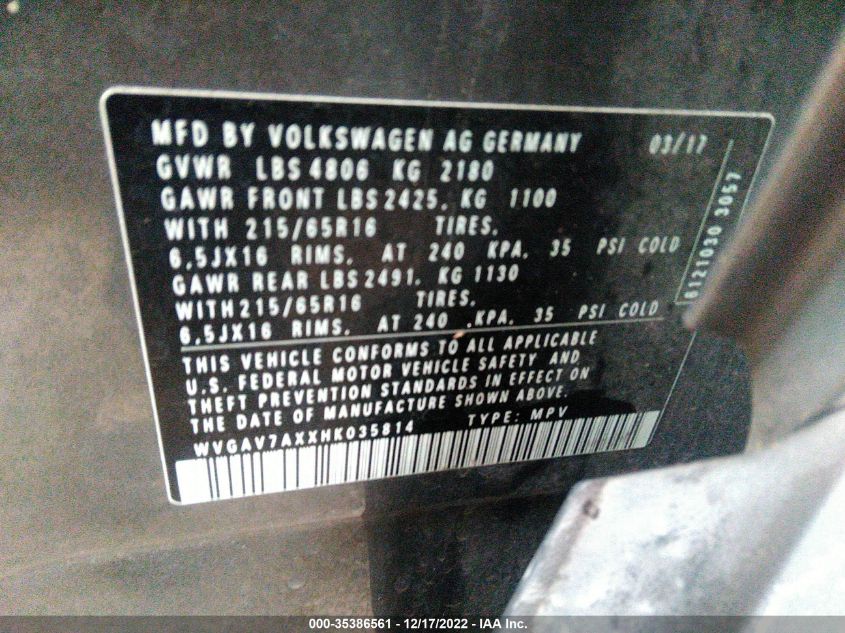 MFD BY VOLKSWAGEN AG GERMANY 03/17
GVWR LBS 4806 KG 2180
GAWR FRONT LBS 2425. KG 1100
WITH 215/65R16 TIRES.
6.5JX16 RIMS. AT 240 KPA. 35 PSI COLD
GAWR REAR LBS 2491. KG 1130
WITH 215/65R16 TIRES.
6.5JX16 RIMS. AT 240 .KPA. 35 PSI COLD
8121030 3057
THIS VEHICLE CONFORMS TO ALL APPLICABLE
U.S. FEDERAL MOTOR VEHICLE SAFETY AND
THEFT PREVENTION STANDARDS IN EFFECT ON
THE DATE OF MANUFACTURE SHOWN ABOVE.
WVGAV7AXXHK035814 TYPE: MPV
000-35386561 - 12/17/2022 - IAA Inc.